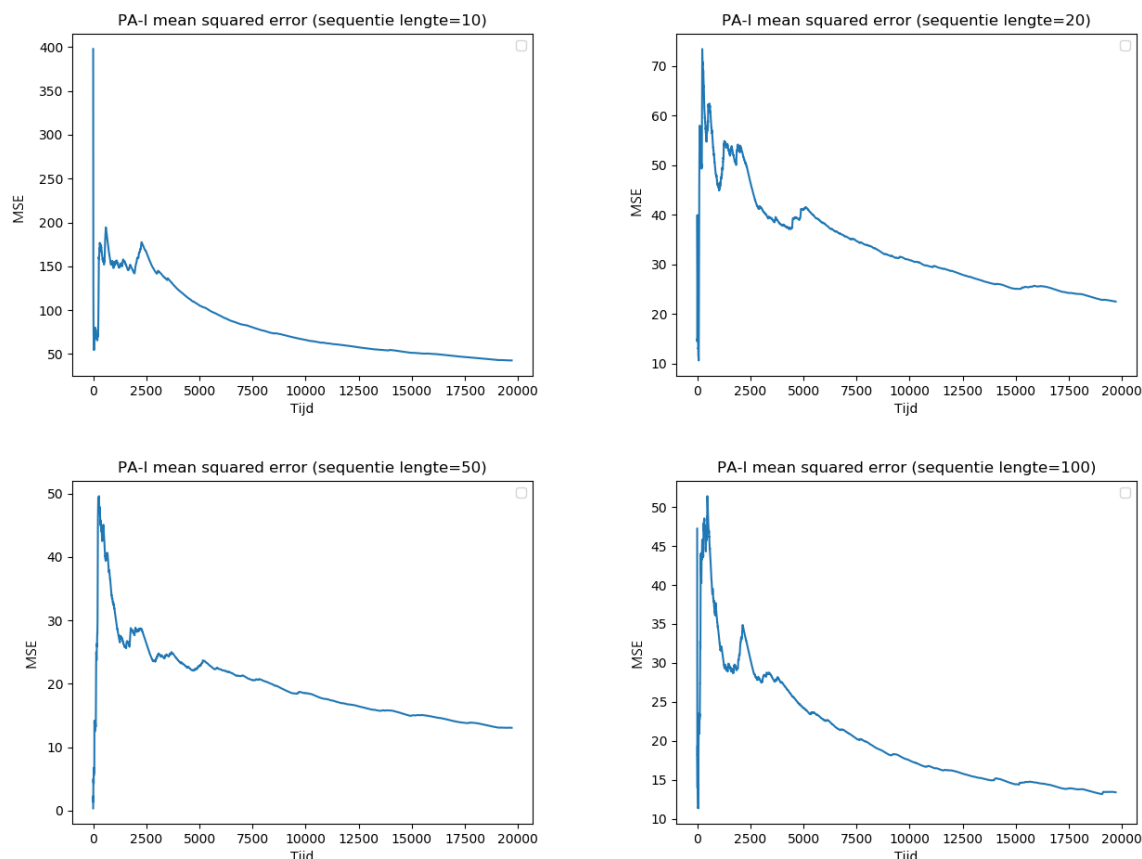 PA-I mean squared error (sequentie lengte=10)
400
350
300
250
200
150
100
50
MSE
0 2500 5000 7500 10000 12500 15000 17500 20000
Tijd
PA-I mean squared error (sequentie lengte=20)
70
60
50
40
30
20
10
MSE
0 2500 5000 7500 10000 12500 15000 17500 20000
Tijd
PA-I mean squared error (sequentie lengte=50)
50
40
30
20
10
0
MSE
0 2500 5000 7500 10000 12500 15000 17500 20000
Tijd
PA-I mean squared error (sequentie lengte=100)
50
45
40
35
30
25
20
15
10
MSE
0 2500 5000 7500 10000 12500 15000 17500 20000
Tijd